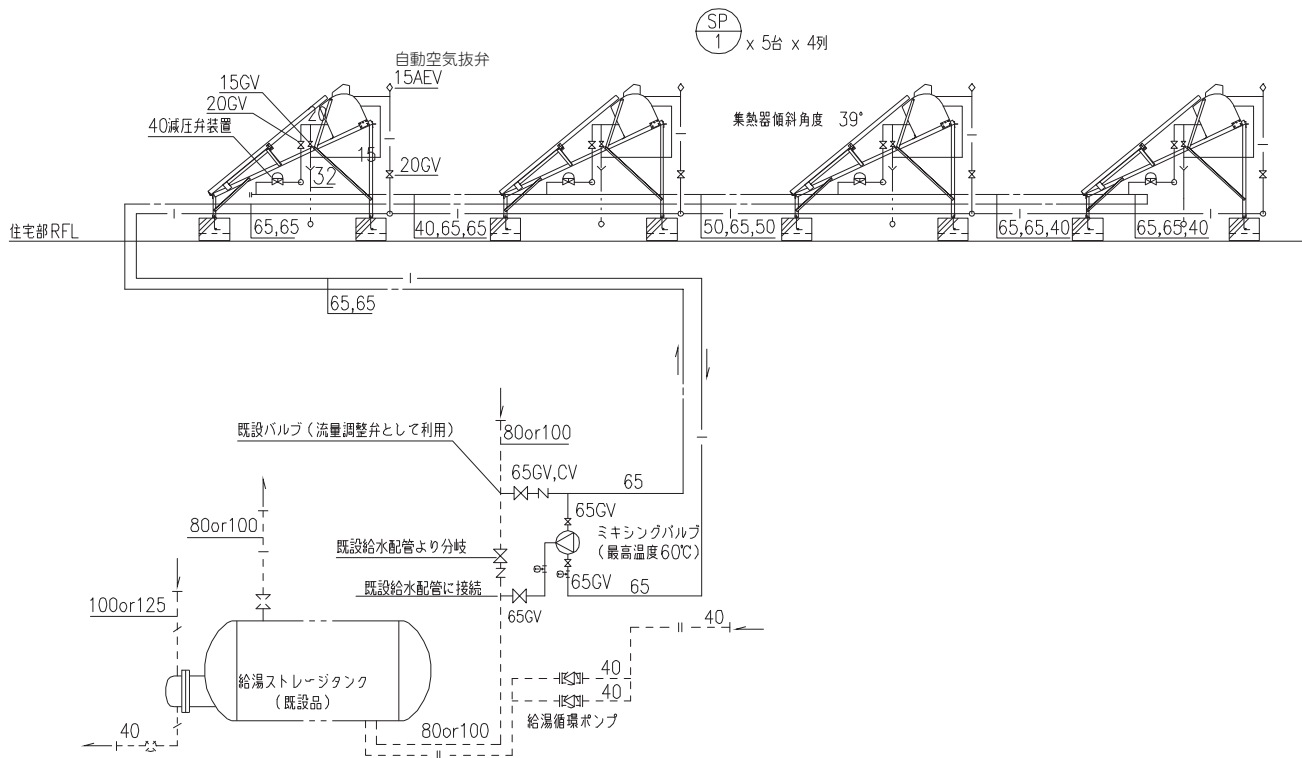 SP
1
x 5台 x 4列
自動空気抜弁
15AEV
15GV
20GV
40減圧弁装置
20
15
32
20GV
集熱器傾斜角度 39°
住宅部RFL
65,65
40,65,65
50,65,50
65,65,40
65,65,40
65,65
既設バルブ(流量調整弁として利用)
80or100
65GV,CV
65
65GV
ミキシングバルブ
(最高温度60℃)
80or100
既設給水配管より分岐
既設給水配管に接続
65GV
65
65GV
100or125
40
給湯ストレージタンク
(既設品)
40
40
給湯循環ポンプ
40
80or100